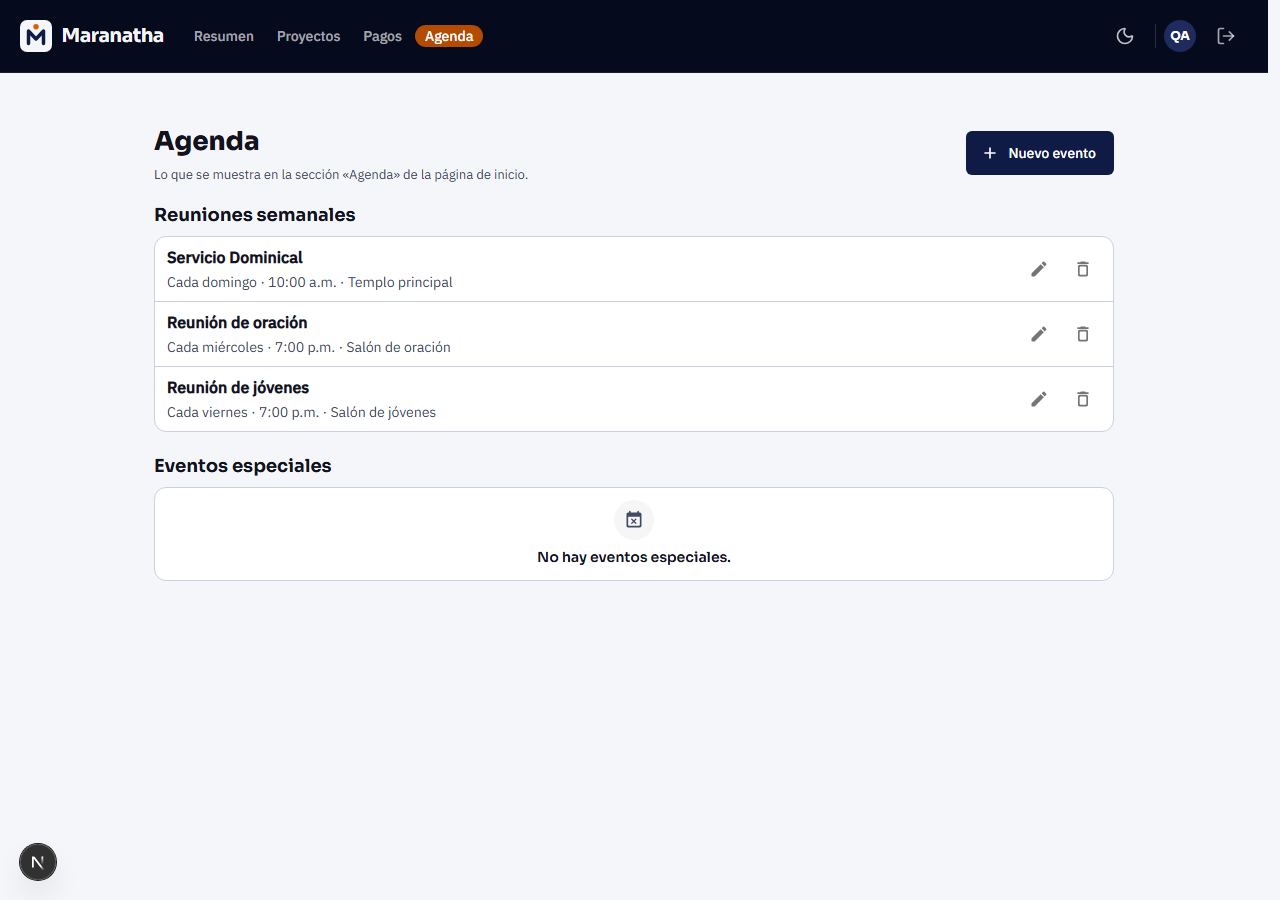 Maranatha
Resumen
Proyectos
Pagos
Agenda
QA
Agenda
Nuevo evento
Lo que se muestra en la sección «Agenda» de la página de inicio.
Reuniones semanales
Servicio Dominical
Cada domingo · 10:00 a.m. · Templo principal
Reunión de oración
Cada miércoles · 7:00 p.m. · Salón de oración
Reunión de jóvenes
Cada viernes · 7:00 p.m. · Salón de jóvenes
Eventos especiales
No hay eventos especiales.
N